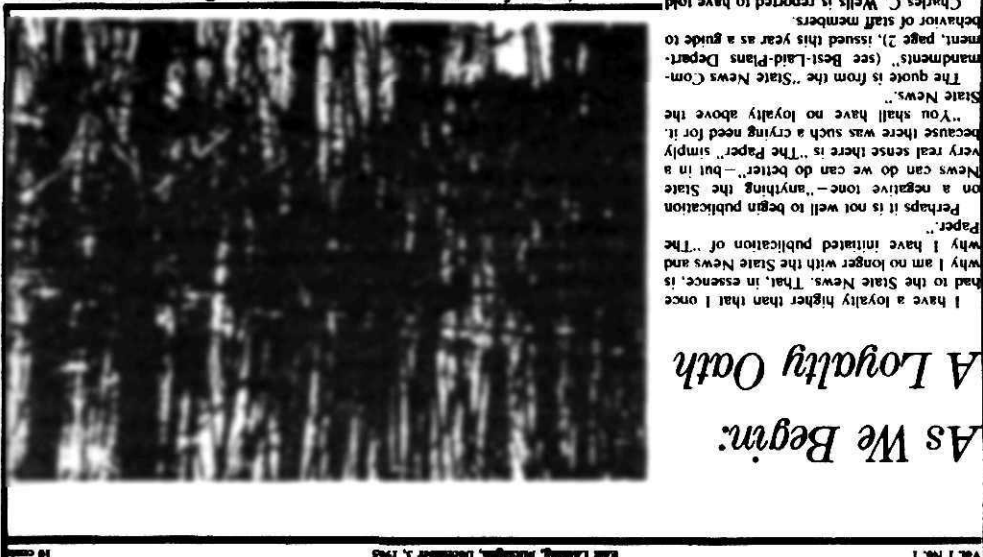 Vol. 1 No. 1
East Lansing, Michigan, December 3, 1965
10 cents
As We Begin:
A Loyalty Oath
I have a loyalty higher than that I once
had to the State News. That, in essence, is
why I am no longer with the State News and
why I have initiated publication of "The
Paper."
Perhaps it is not well to begin publication
on a negative tone—"anything the State
News can do we can do better"—but in a
very real sense there is "The Paper" simply
because there was such a crying need for it.
"You shall have no loyalty above the
State News."
The quote is from the "State News Com-
mandments" (see Best-Laid-Plans Depart-
ment, page 2), issued this year as a guide to
behavior of staff members.
Charles C. Wells is reported to have told